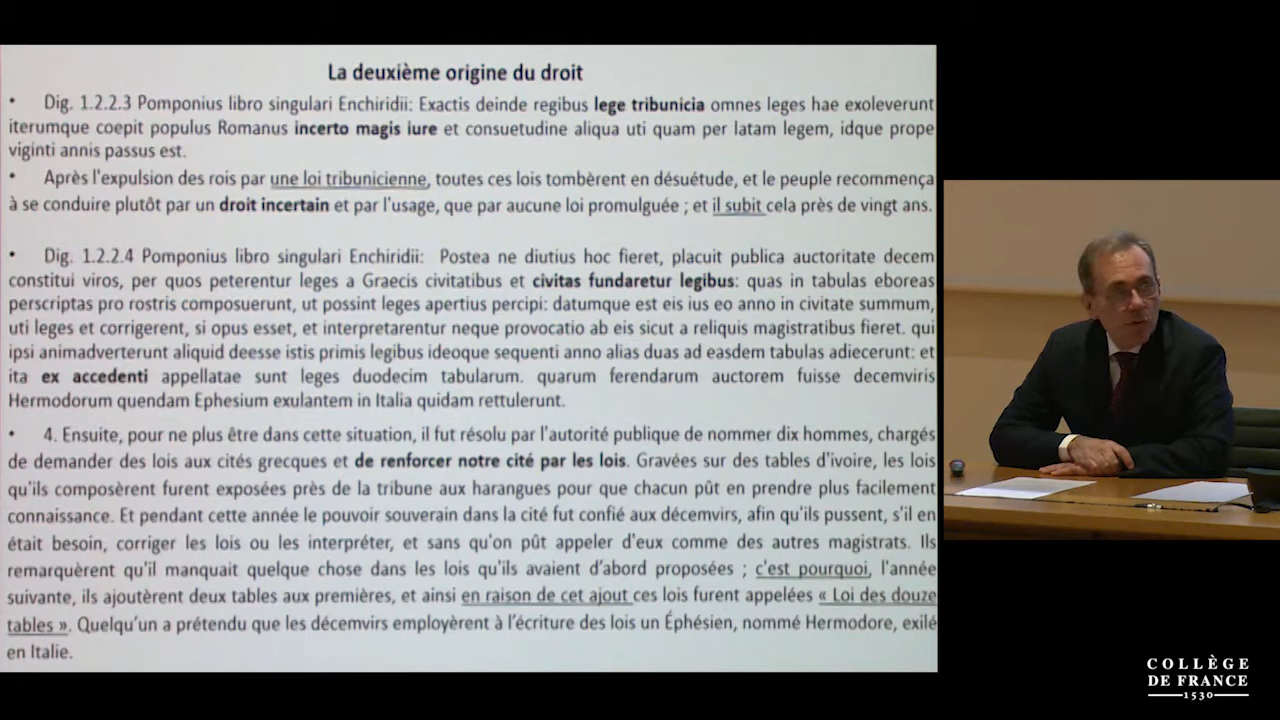 La deuxième origine du droit
• Dig. 1.2.2.3 Pomponius libro singulari Enchiridii: Exactis deinde regibus lege tribunicia omnes leges hae exoleverunt
iterumque coepit populus Romanus incerto magis iure et consuetudine aliqua uti quam per latam legem, idque prope
viginti annis passus est.
• Après l'expulsion des rois par une loi tribunicienne, toutes ces lois tombèrent en désuétude, et le peuple recommença
à se conduire plutôt par un droit incertain et par l'usage, que par aucune loi promulguée ; et il subit cela près de vingt ans.
• Dig. 1.2.2.4 Pomponius libro singulari Enchiridii: Postea ne diutius hoc fieret, placuit publica auctoritate decem
constitui viros, per quos peterentur leges a Graecis civitatibus et civitas fundaretur legibus: quas in tabulas eboreas
perscriptas pro rostris composuerunt, ut possint leges apertius percipi: datumque est eis ius eo anno in civitate summum,
uti leges et corrigerent, si opus esset, et interpretarentur neque provocatio ab eis sicut a reliquis magistratibus fieret. qui
ipsi animadverterunt aliquid deesse istis primis legibus ideoque sequenti anno alias duas ad easdem tabulas adiecerunt: et
ita ex accedenti appellatae sunt leges duodecim tabularum. quarum ferendarum auctorem fuisse decemviris
Hermodorum quendam Ephesium exulantem in Italia quidam rettulerunt.
• 4. Ensuite, pour ne plus être dans cette situation, il fut résolu par l'autorité publique de nommer dix hommes, chargés
de demander des lois aux cités grecques et de renforcer notre cité par les lois. Gravées sur des tables d'ivoire, les lois
qu'ils composèrent furent exposées près de la tribune aux harangues pour que chacun pût en prendre plus facilement
connaissance. Et pendant cette année le pouvoir souverain dans la cité fut confié aux décemvirs, afin qu'ils pussent, s'il en
était besoin, corriger les lois ou les interpréter, et sans qu'on pût appeler d'eux comme des autres magistrats. Ils
remarquèrent qu'il manquait quelque chose dans les lois qu'ils avaient d'abord proposées ; c'est pourquoi, l'année
suivante, ils ajoutèrent deux tables aux premières, et ainsi en raison de cet ajout ces lois furent appelées « Loi des douze
tables ». Quelqu'un a prétendu que les décemvirs employèrent à l'écriture des lois un Éphésien, nommé Hermodore, exilé
en Italie.
COLLÈGE
DE FRANCE
1530